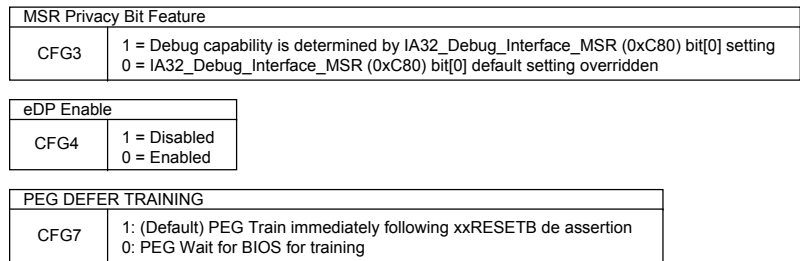 MSR Privacy Bit Feature
CFG3
1 = Debug capability is determined by IA32_Debug_Interface_MSR (0xC80) bit[0] setting
0 = IA32_Debug_Interface_MSR (0xC80) bit[0] default setting overridden
eDP Enable
CFG4
1 = Disabled
0 = Enabled
PEG DEFER TRAINING
CFG7
1: (Default) PEG Train immediately following xxRESETB de assertion
0: PEG Wait for BIOS for training